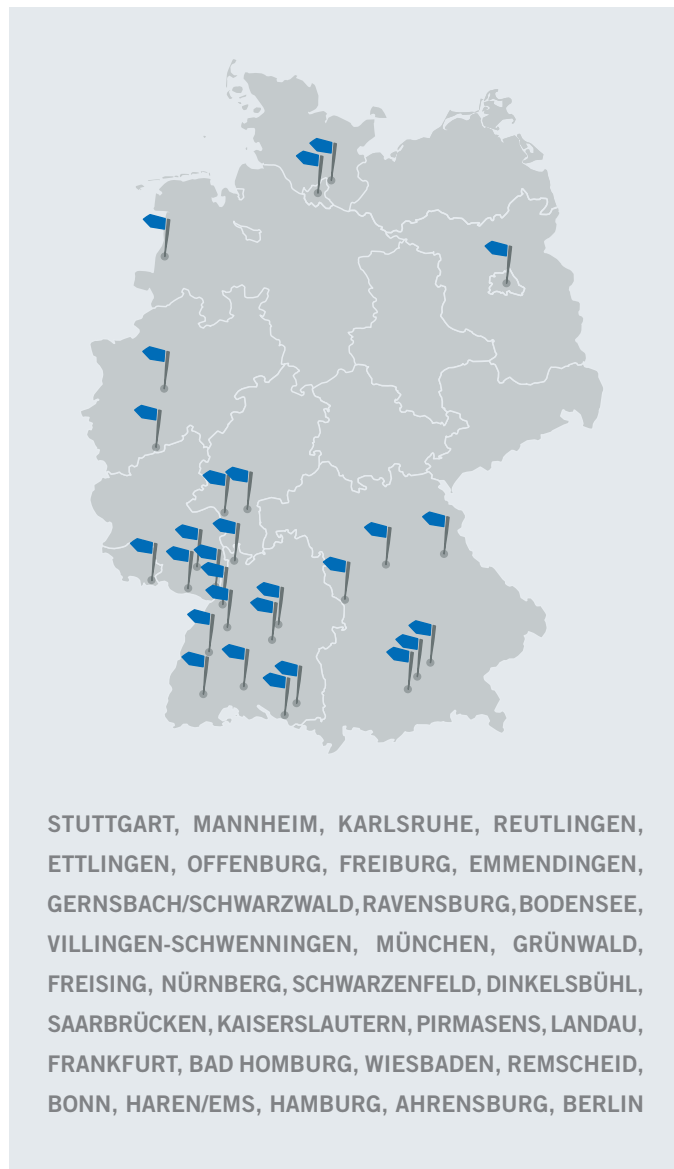 STUTTGART, MANNHEIM, KARLSRUHE, REUTLINGEN,
ETTLINGEN, OFFENBURG, FREIBURG, EMMENDINGEN,
GERNSBACH/SCHWARZWALD, RAVENSBURG, BODENSEE,
VILLINGEN-SCHWENNINGEN, MÜNCHEN, GRÜNWALD,
FREISING, NÜRNBERG, SCHWARZENFELD, DINKELSBÜHL,
SAARBRÜCKEN, KAISERSLAUTERN, PIRMASENS, LANDAU,
FRANKFURT, BAD HOMBURG, WIESBADEN, REMSCHEID,
BONN, HAREN/EMS, HAMBURG, AHRENSBURG, BERLIN